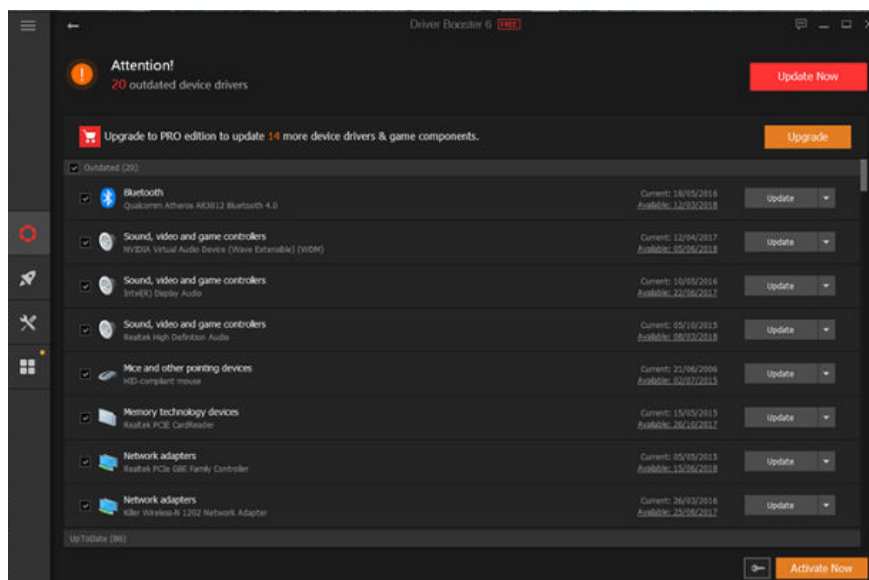 Driver Booster 6 FREE
Attention!
20 outdated device drivers
Update Now
Upgrade to PRO edition to update 14 more device drivers & game components.
Upgrade
Outdated (20)
Bluetooth
Qualcomm Atheros AR3012 Bluetooth 4.0
Current: 18/05/2016
Available: 12/03/2018
Update
Sound, video and game controllers
NVIDIA Virtual Audio Device (Wave Extensible) (WDM)
Current: 12/04/2017
Available: 05/06/2018
Update
Sound, video and game controllers
Intel(R) Display Audio
Current: 10/05/2016
Available: 22/06/2017
Update
Sound, video and game controllers
Realtek High Definition Audio
Current: 05/10/2015
Available: 08/03/2018
Update
Mice and other pointing devices
HID-compliant mouse
Current: 21/06/2006
Available: 02/07/2015
Update
Memory technology devices
Realtek PCIE CardReader
Current: 15/05/2015
Available: 26/10/2017
Update
Network adapters
Realtek PCIe GBE Family Controller
Current: 05/05/2015
Available: 15/06/2018
Update
Network adapters
Killer Wireless-N 1202 Network Adapter
Current: 26/03/2016
Available: 25/08/2017
Update
UpToDate (86)
Activate Now